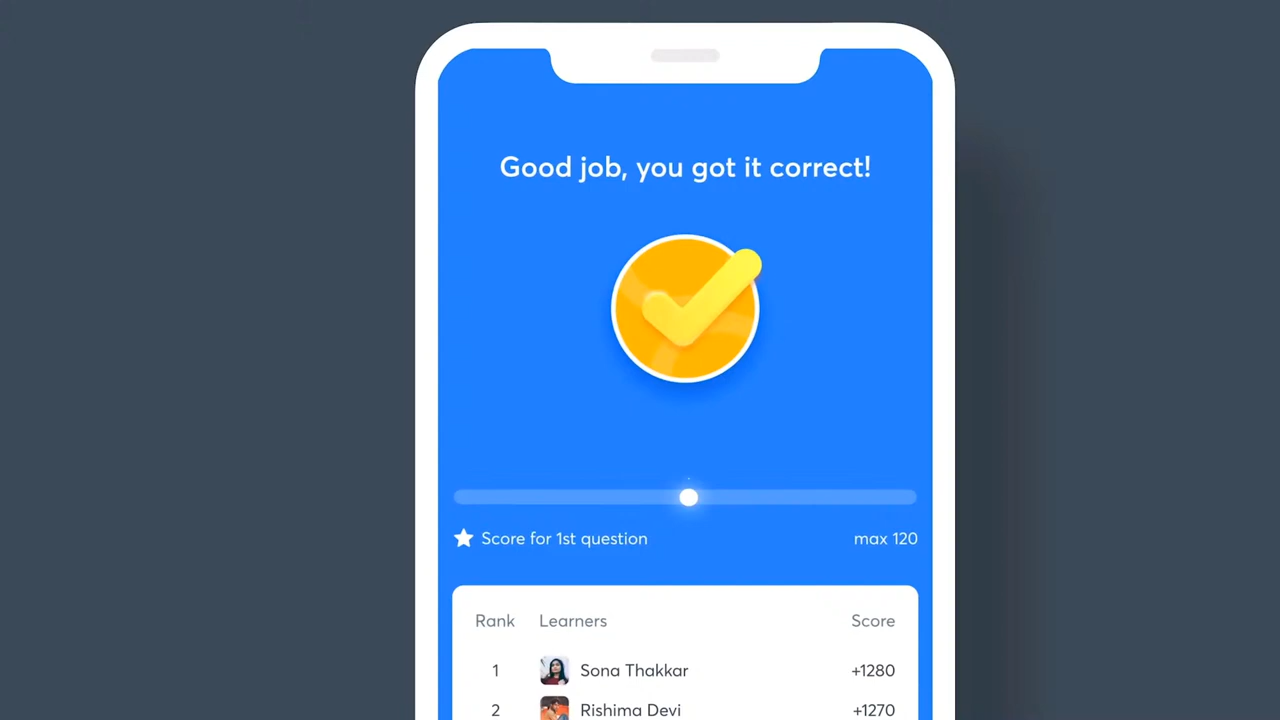 Good job, you got it correct!
Score for 1st question max 120
Rank Learners Score
1 Sona Thakkar +1280
2 Rishima Devi +1270